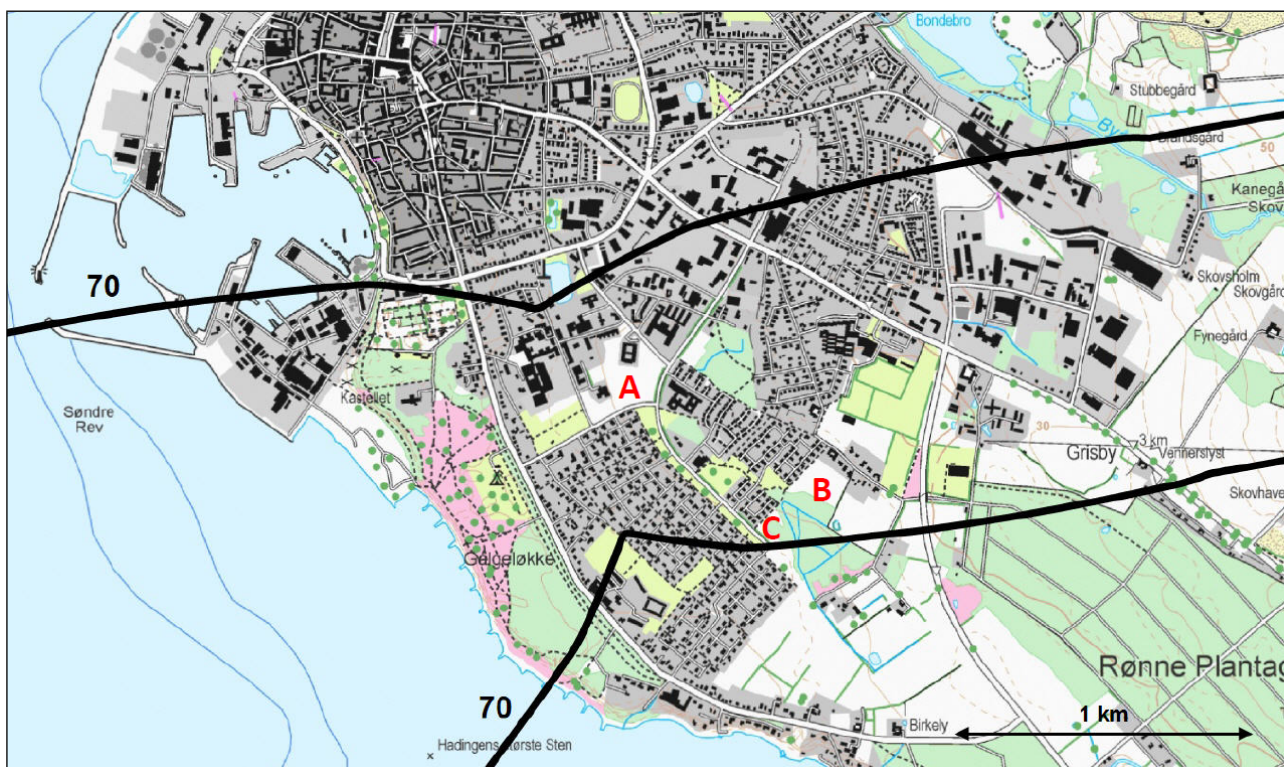 Bondebro
Stubbegård
50
Kanegå
Skov
70
Skovsholm
Skovgård
Fynegård
A
Kastellet
Søndre
Rev
30
3 km
Grisby
Vennerslyst
B
Skovhave
C
Galgeløkke
Rønne Plantag
70
1 km
Birkely
Hadingens største Sten